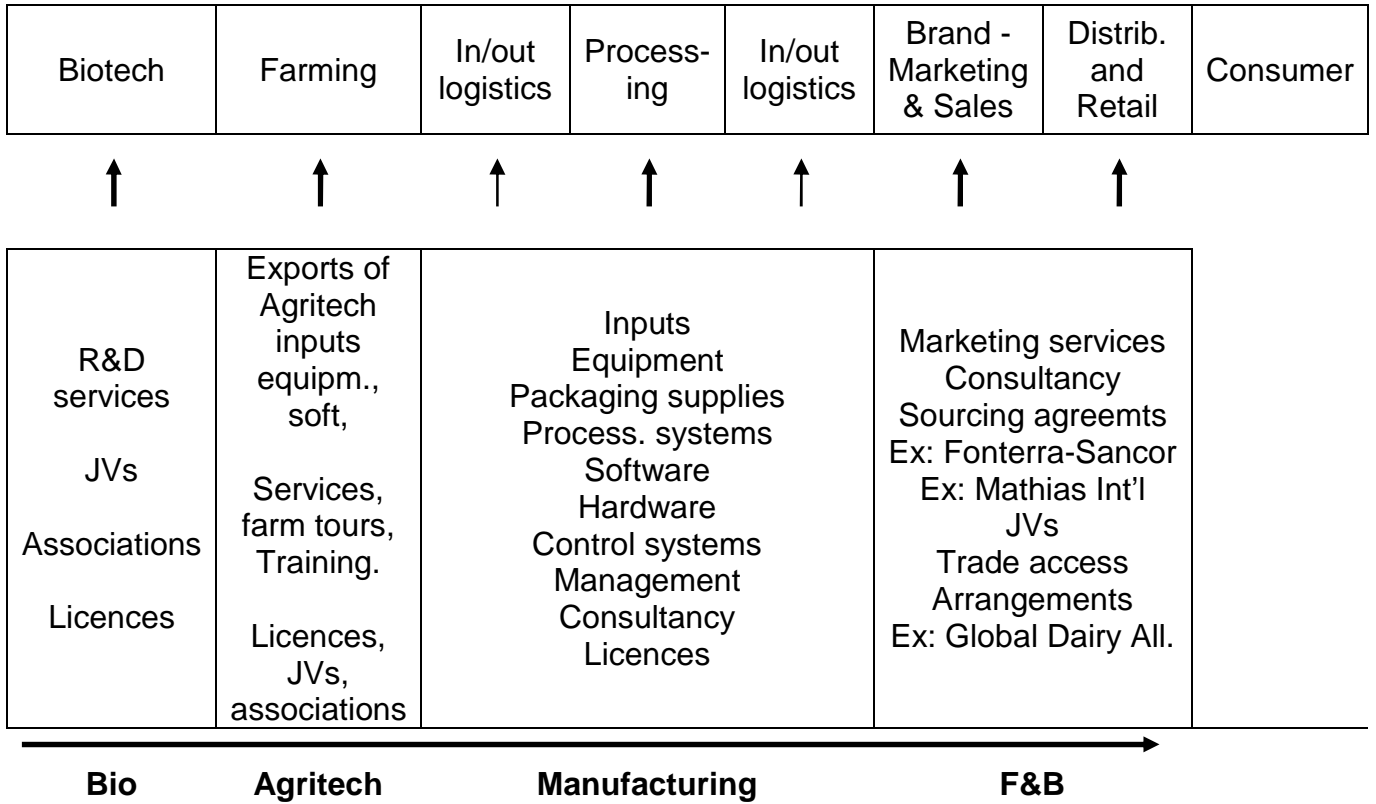 Biotech
Farming
In/out
logistics
Process-
ing
In/out
logistics
Brand -
Marketing
& Sales
Distrib.
and
Retail
Consumer
R&D
services
JVs
Associations
Licences
Exports of
Agritech
inputs
equipm.,
soft,
Services,
farm tours,
Training.
Licences,
JVs,
associations
Inputs
Equipment
Packaging supplies
Process. systems
Software
Hardware
Control systems
Management
Consultancy
Licences
Marketing services
Consultancy
Sourcing agreemts
Ex: Fonterra-Sancor
Ex: Mathias Int’l
JVs
Trade access
Arrangements
Ex: Global Dairy All.
Bio
Agritech
Manufacturing
F&B